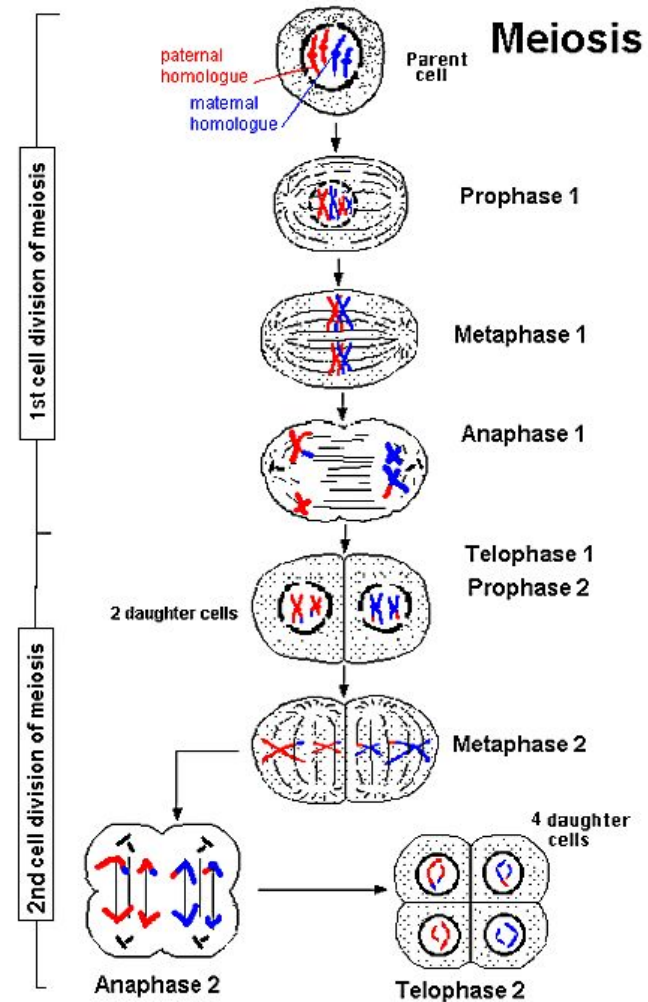 Meiosis
Parent
cell
paternal
homologue
maternal
homologue
1st cell division of meiosis
Prophase 1
Metaphase 1
Anaphase 1
Telophase 1
Prophase 2
2 daughter cells
2nd cell division of meiosis
Metaphase 2
4 daughter
cells
Anaphase 2
Telophase 2